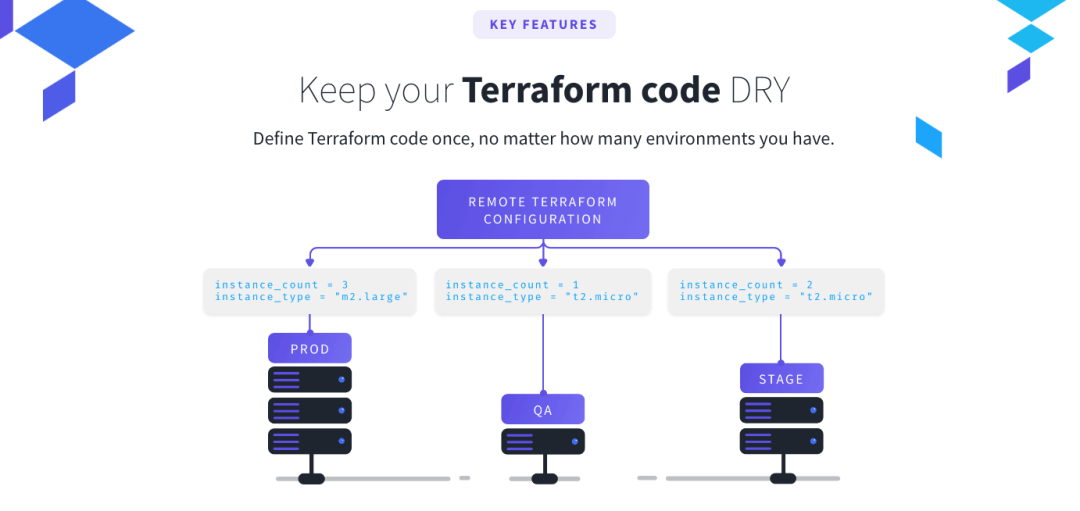 KEY FEATURES
Keep your Terraform code DRY
Define Terraform code once, no matter how many environments you have.
REMOTE TERRAFORM
CONFIGURATION
instance_count = 3
instance_type = "m2.large"
instance_count = 1
instance_type = "t2.micro"
instance_count = 2
instance_type = "t2.micro"
PROD
QA
STAGE